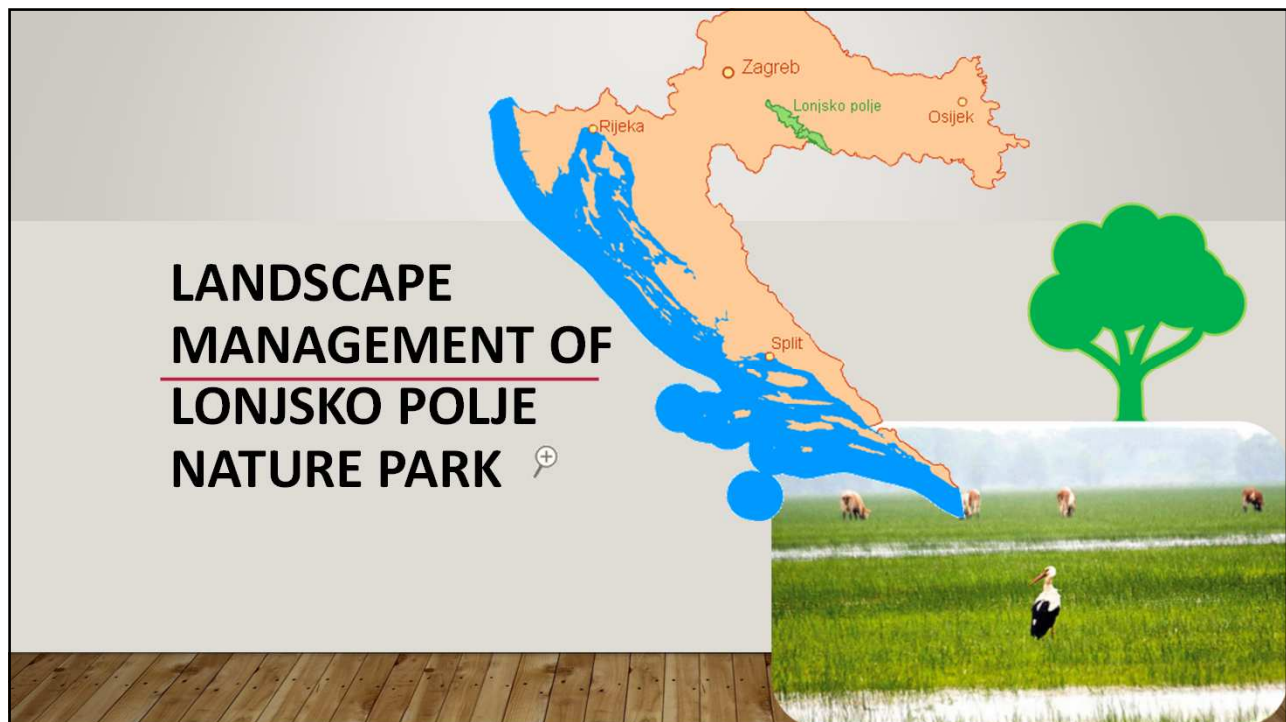 Zagreb
Lonjsko polje
Osijek
Rijeka
LANDSCAPE
MANAGEMENT OF
LONJSKO POLJE
NATURE PARK
Split